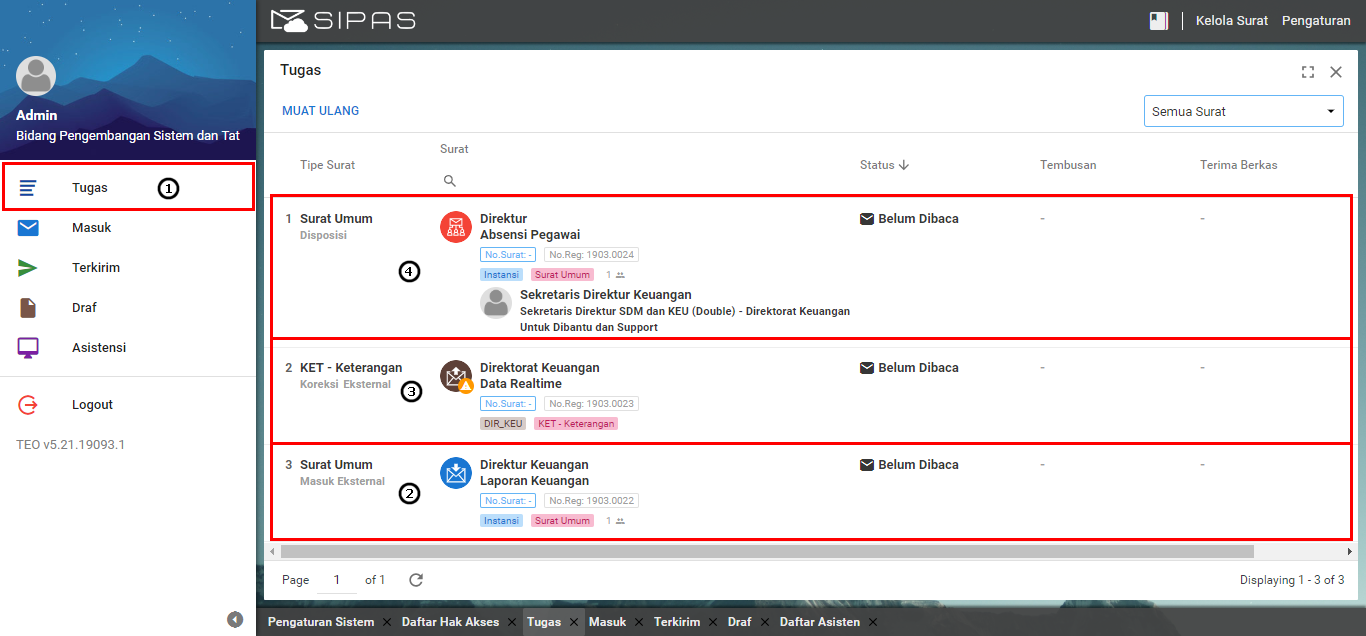 SIPAS
Kelola Surat
Pengaturan
Admin
Bidang Pengembangan Sistem dan Tat
Tugas 1
Masuk
Terkirim
Draf
Asistensi
Logout
TEO v5.21.19093.1
Tugas
MUAT ULANG
Semua Surat
Tipe Surat
Surat
Status
Tembusan
Terima Berkas
1 Surat Umum
Disposisi
4
Direktur
Absensi Pegawai
No.Surat: - No.Reg: 1903.0024
Instansi Surat Umum 1
Sekretaris Direktur Keuangan
Sekretaris Direktur SDM dan KEU (Double) - Direktorat Keuangan
Untuk Dibantu dan Support
Belum Dibaca
-
-
2 KET - Keterangan
Koreksi Eksternal
3
Direktorat Keuangan
Data Realtime
No.Surat: - No.Reg: 1903.0023
DIR_KEU KET - Keterangan
Belum Dibaca
-
-
3 Surat Umum
Masuk Eksternal
2
Direktur Keuangan
Laporan Keuangan
No.Surat: - No.Reg: 1903.0022
Instansi Surat Umum 1
Belum Dibaca
-
-
Page 1 of 1
Displaying 1 - 3 of 3
Pengaturan Sistem
Daftar Hak Akses
Tugas
Masuk
Terkirim
Draf
Daftar Asisten